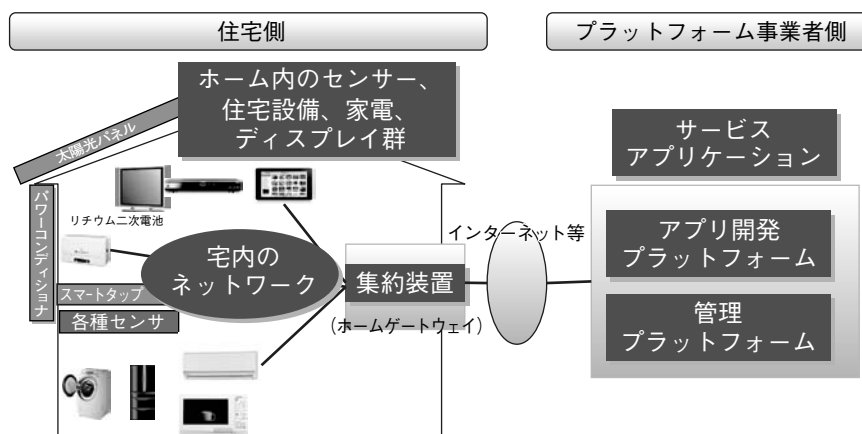 住宅側
プラットフォーム事業者側
ホーム内のセンサー、
住宅設備、家電、
ディスプレイ群
太陽光パネル
サービス
アプリケーション
パワーコンディショナ
リチウム二次電池
宅内の
ネットワーク
インターネット等
アプリ開発
プラットフォーム
スマートタップ
集約装置
各種センサ
(ホームゲートウェイ)
管理
プラットフォーム